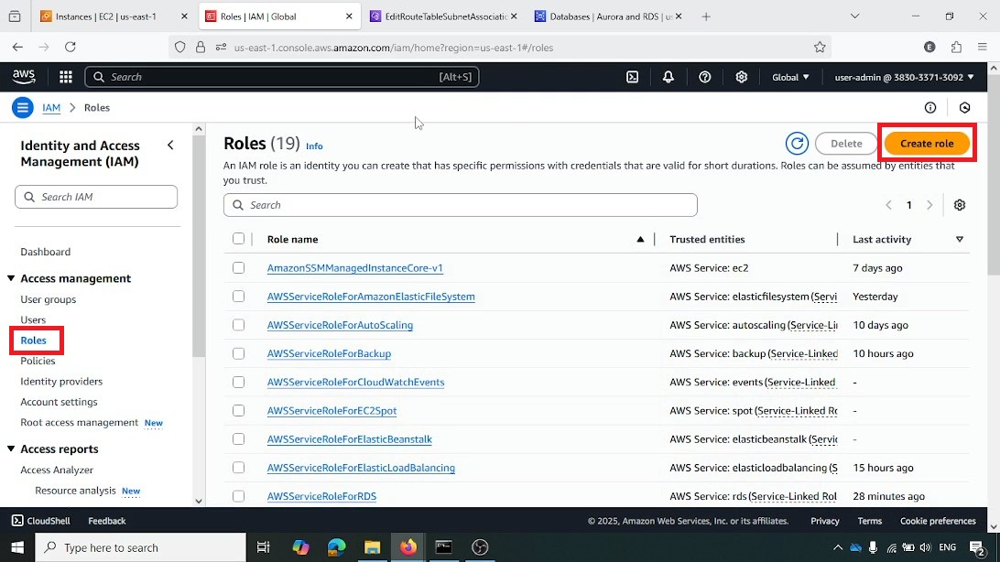 Instances | EC2 | us-east-1
Roles | IAM | Global
EditRouteTableSubnetAssociatio
Databases | Aurora and RDS | us
us-east-1.console.aws.amazon.com/iam/home?region=us-east-1#/roles
E
aws
Search
[Alt+S]
Global
user-admin @ 3830-3371-3092
IAM
Roles
Identity and Access
Management (IAM)
Search IAM
Dashboard
Access management
User groups
Users
Roles
Policies
Identity providers
Account settings
Root access management New
Access reports
Access Analyzer
Resource analysis New
Roles (19) Info
Delete
Create role
An IAM role is an identity you can create that has specific permissions with credentials that are valid for short durations. Roles can be assumed by entities that
you trust.
Search
1
Role name
Trusted entities
Last activity
AmazonSSMManagedInstanceCore-v1
AWS Service: ec2
7 days ago
AWSServiceRoleForAmazonElasticFileSystem
AWS Service: elasticfilesystem (Servi
Yesterday
AWSServiceRoleForAutoScaling
AWS Service: autoscaling (Service-Li
10 days ago
AWSServiceRoleForBackup
AWS Service: backup (Service-Linked
10 hours ago
AWSServiceRoleForCloudWatchEvents
AWS Service: events (Service-Linked
-
AWSServiceRoleForEC2Spot
AWS Service: spot (Service-Linked Ro
-
AWSServiceRoleForElasticBeanstalk
AWS Service: elasticbeanstalk (Servic
-
AWSServiceRoleForElasticLoadBalancing
AWS Service: elasticloadbalancing (S
15 hours ago
AWSServiceRoleForRDS
AWS Service: rds (Service-Linked Rol
28 minutes ago
CloudShell
Feedback
© 2025, Amazon Web Services, Inc. or its affiliates.
Privacy
Terms
Cookie preferences
Type here to search
ENG
2